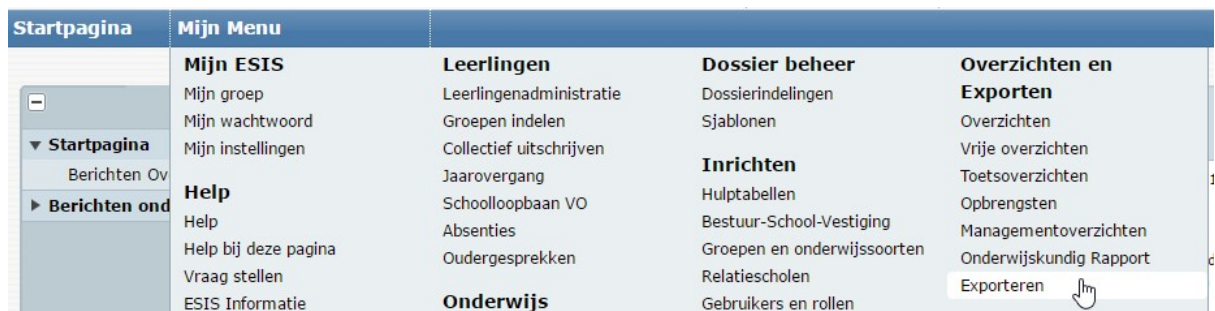 Startpagina
Mijn Menu
Startpagina
Berichten Ov
Berichten ond
Mijn ESIS
Mijn groep
Mijn wachtwoord
Mijn instellingen
Help
Help
Help bij deze pagina
Vraag stellen
ESIS Informatie
Leerlingen
Leerlingenadministratie
Groepen indelen
Collectief uitschrijven
Jaarovergang
Schoolloopbaan VO
Absenties
Oudergesprekken
Onderwijs
Dossier beheer
Dossierindelingen
Sjablonen
Inrichten
Hulptabellen
Bestuur-School-Vestiging
Groepen en onderwijssoorten
Relatiescholen
Gebruikers en rollen
Overzichten en
Exporten
Overzichten
Vrije overzichten
Toetsoverzichten
Opbrengsten
Managementoverzichten
Onderwijskundig Rapport
Exporteren